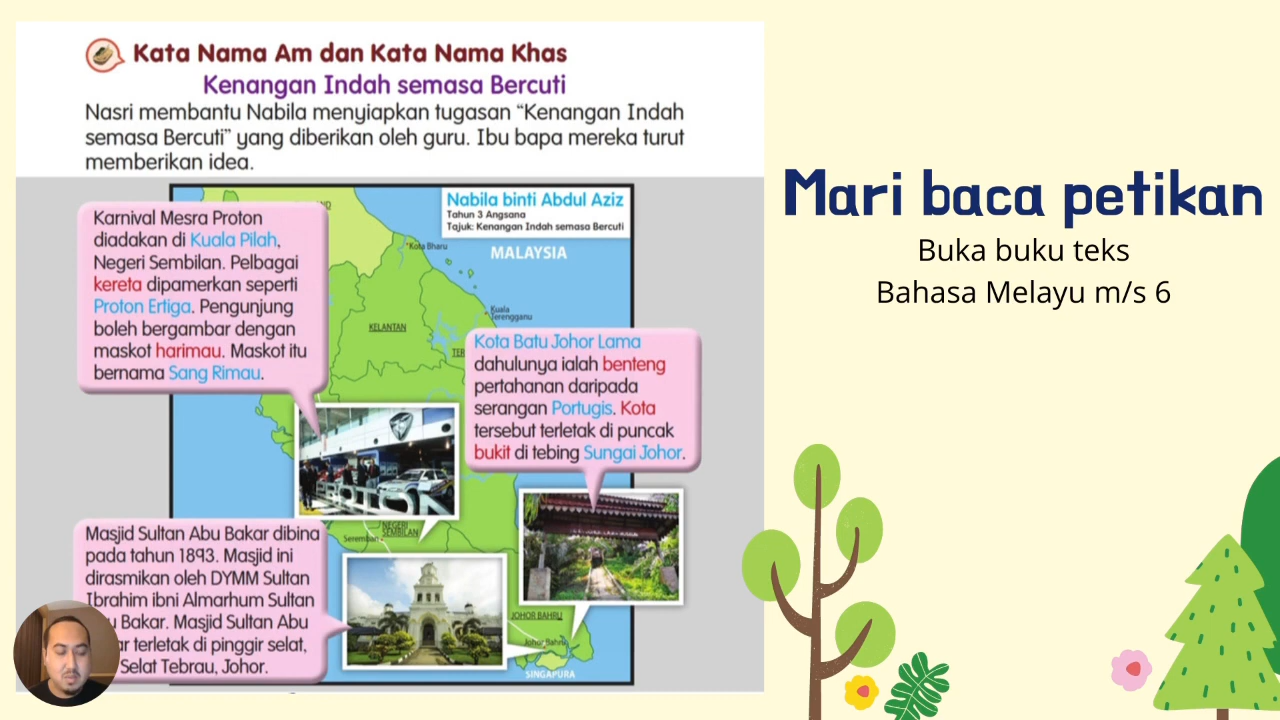 Kata Nama Am dan Kata Nama Khas
Kenangan Indah semasa Bercuti
Nasri membantu Nabila menyiapkan tugasan “Kenangan Indah
semasa Bercuti” yang diberikan oleh guru. Ibu bapa mereka turut
memberikan idea.
Nabila binti Abdul Aziz
Tahun 3 Angsana
Tajuk: Kenangan Indah semasa Bercuti
MALAYSIA
Kota Bharu
Kuala
Terengganu
KELANTAN
Karnival Mesra Proton
diadakan di Kuala Pilah,
Negeri Sembilan. Pelbagai
kereta dipamerkan seperti
Proton Ertiga. Pengunjung
boleh bergambar dengan
maskot harimau. Maskot itu
bernama Sang Rimau.
Kota Batu Johor Lama
dahulunya ialah benteng
pertahanan daripada
serangan Portugis. Kota
tersebut terletak di puncak
bukit di tebing Sungai Johor.
NEGERI
SEMBILAN
Seremban
Masjid Sultan Abu Bakar dibina
pada tahun 1893. Masjid ini
dirasmikan oleh DYMM Sultan
Ibrahim ibni Almarhum Sultan
Bakar. Masjid Sultan Abu
terletak di pinggir selat,
Selat Tebrau, Johor.
JOHOR BAHRU
Johor Bahru
SINGAPURA
Mari baca petikan
Buka buku teks
Bahasa Melayu m/s 6